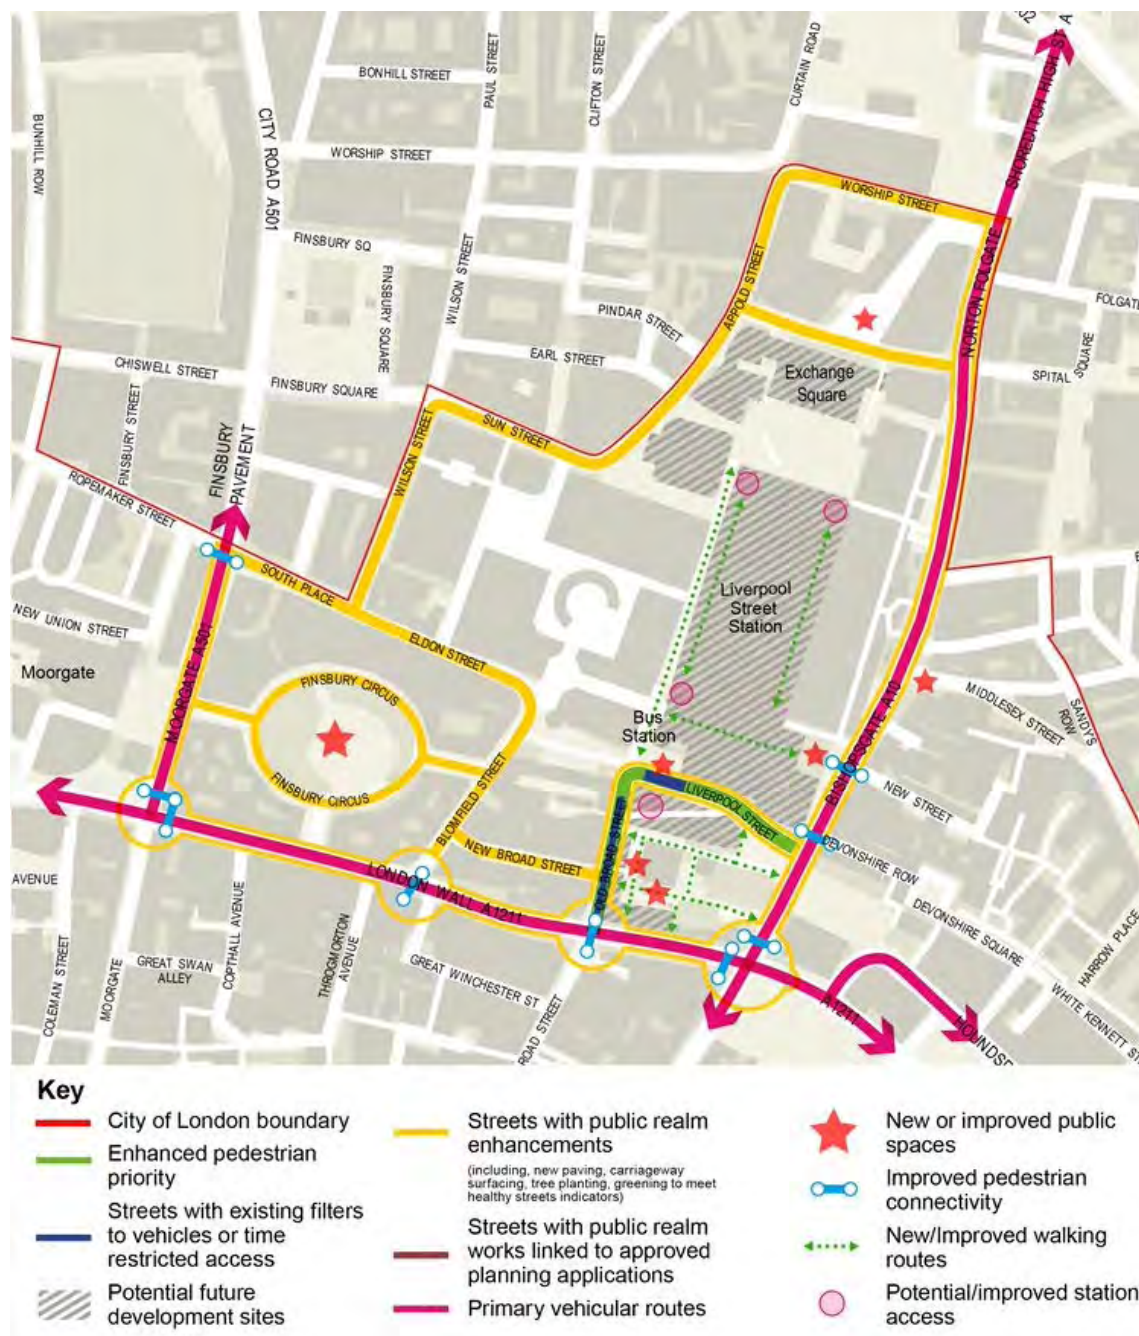 BONHILL STREET
PAUL STREET
CLIFTON STREET
CURTAIN ROAD
SHOREDITCH HIGH ST A
BUNHILL ROW
CITY ROAD A501
WORSHIP STREET
WORSHIP STREET
FINSBURY SQ
FINSBURY SQUARE
WILSON STREET
PINDAR STREET
APPOLD STREET
NORTON FOLGATE
FOLGATE
EARL STREET
CHISWELL STREET
FINSBURY SQUARE
Exchange
Square
SPITAL
SQUARE
FINSBURY STREET
SUN STREET
WILSON STREET
FINSBURY
PAVEMENT
ROPEMAKER STREET
SOUTH PLACE
NEW UNION STREET
ELDON STREET
Liverpool
Street
Station
Moorgate
MOORGATE A501
FINSBURY CIRCUS
FINSBURY CIRCUS
Bus
Station
BISHOPSGATE A10
MIDDLESEX STREET
SANDY'S
ROW
BLOMFIELD STREET
LIVERPOOL STREET
NEW STREET
NEW BROAD STREET
OLD BROAD STREET
DEVONSHIRE ROW
LONDON WALL A1211
AVENUE
COLEMAN STREET
MOORGATE
GREAT SWAN
ALLEY
COPTHALL AVENUE
THROGMORTON
AVENUE
GREAT WINCHESTER ST
ROAD STREET
DEVONSHIRE SQUARE
HARROW PLACE
WHITE KENNETT ST
A1211
HOUNDS
Key
City of London boundary
Enhanced pedestrian
priority
Streets with existing filters
to vehicles or time
restricted access
Potential future
development sites
Streets with public realm
enhancements
(including, new paving, carriageway
surfacing, tree planting, greening to meet
healthy streets indicators)
Streets with public realm
works linked to approved
planning applications
Primary vehicular routes
New or improved public
spaces
Improved pedestrian
connectivity
New/Improved walking
routes
Potential/improved station
access